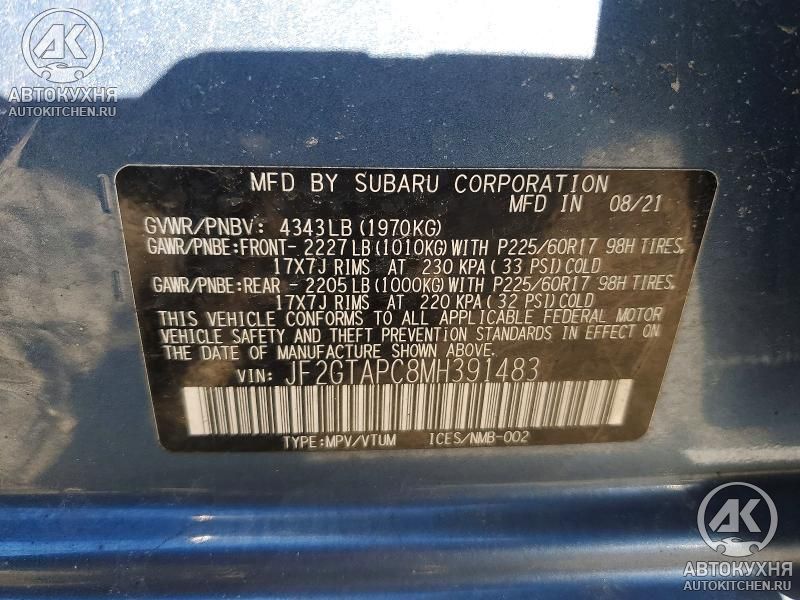 АК
АВТОКУХНЯ
AUTOKITCHEN.RU
MFD BY SUBARU CORPORATION
MFD IN 08/21
GVWR/PNBV: 4343LB (1970KG)
GAWR/PNBE:FRONT- 2227LB (1010KG)WITH P225/60R17 98H TIRES.
17X7J RIMS AT 230 KPA( 33 PSI)COLD
GAWR/PNBE:REAR - 2205LB (1000KG)WITH P225/60R17 98H TIRES.
17X7J RIMS AT 220 KPA( 32 PSI)COLD
THIS VEHICLE CONFORMS TO ALL APPLICABLE FEDERAL MOTOR
VEHICLE SAFETY AND THEFT PREVENTION STANDARDS IN EFFECT ON
THE DATE OF MANUFACTURE SHOWN ABOVE.
VIN: JF2GTAPC8MH391483
TYPE:MPV/VTUM ICES/NMB-002
АК
АВТОКУХНЯ
AUTOKITCHEN.RU